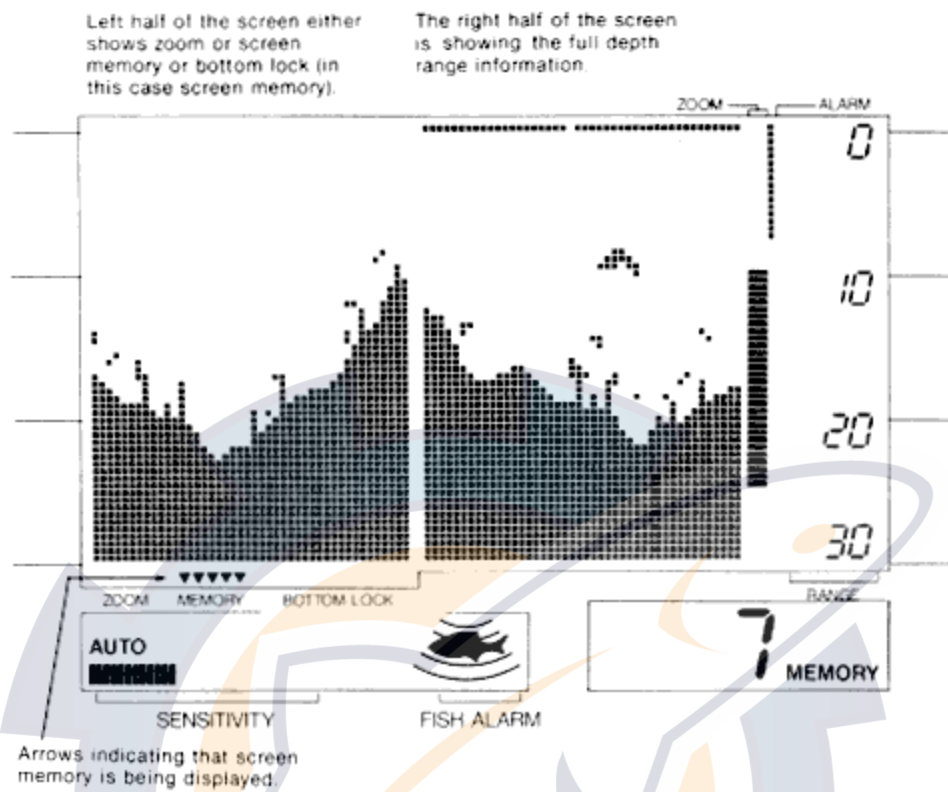 Left half of the screen either
shows zoom or screen
memory or bottom lock (in
this case screen memory).
The right half of the screen
is showing the full depth
range information.
ZOOM
ALARM
0
10
20
30
ZOOM MEMORY BOTTOM LOCK
RANGE
AUTO
7 MEMORY
SENSITIVITY
FISH ALARM
Arrows indicating that screen
memory is being displayed.